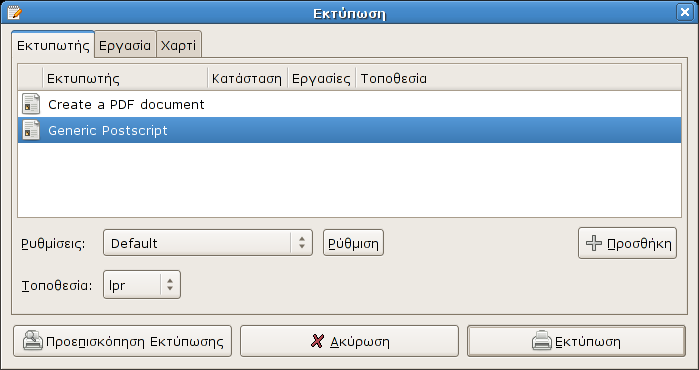 Εκτύπωση
Εκτυπωτής Εργασία Χαρτί
Εκτυπωτής Κατάσταση Εργασίες Τοποθεσία
Create a PDF document
Generic Postscript
Ρυθμίσεις: Default Ρύθμιση Προσθήκη
Τοποθεσία: lpr
Προεπισκόπηση Εκτύπωσης Ακύρωση Εκτύπωση